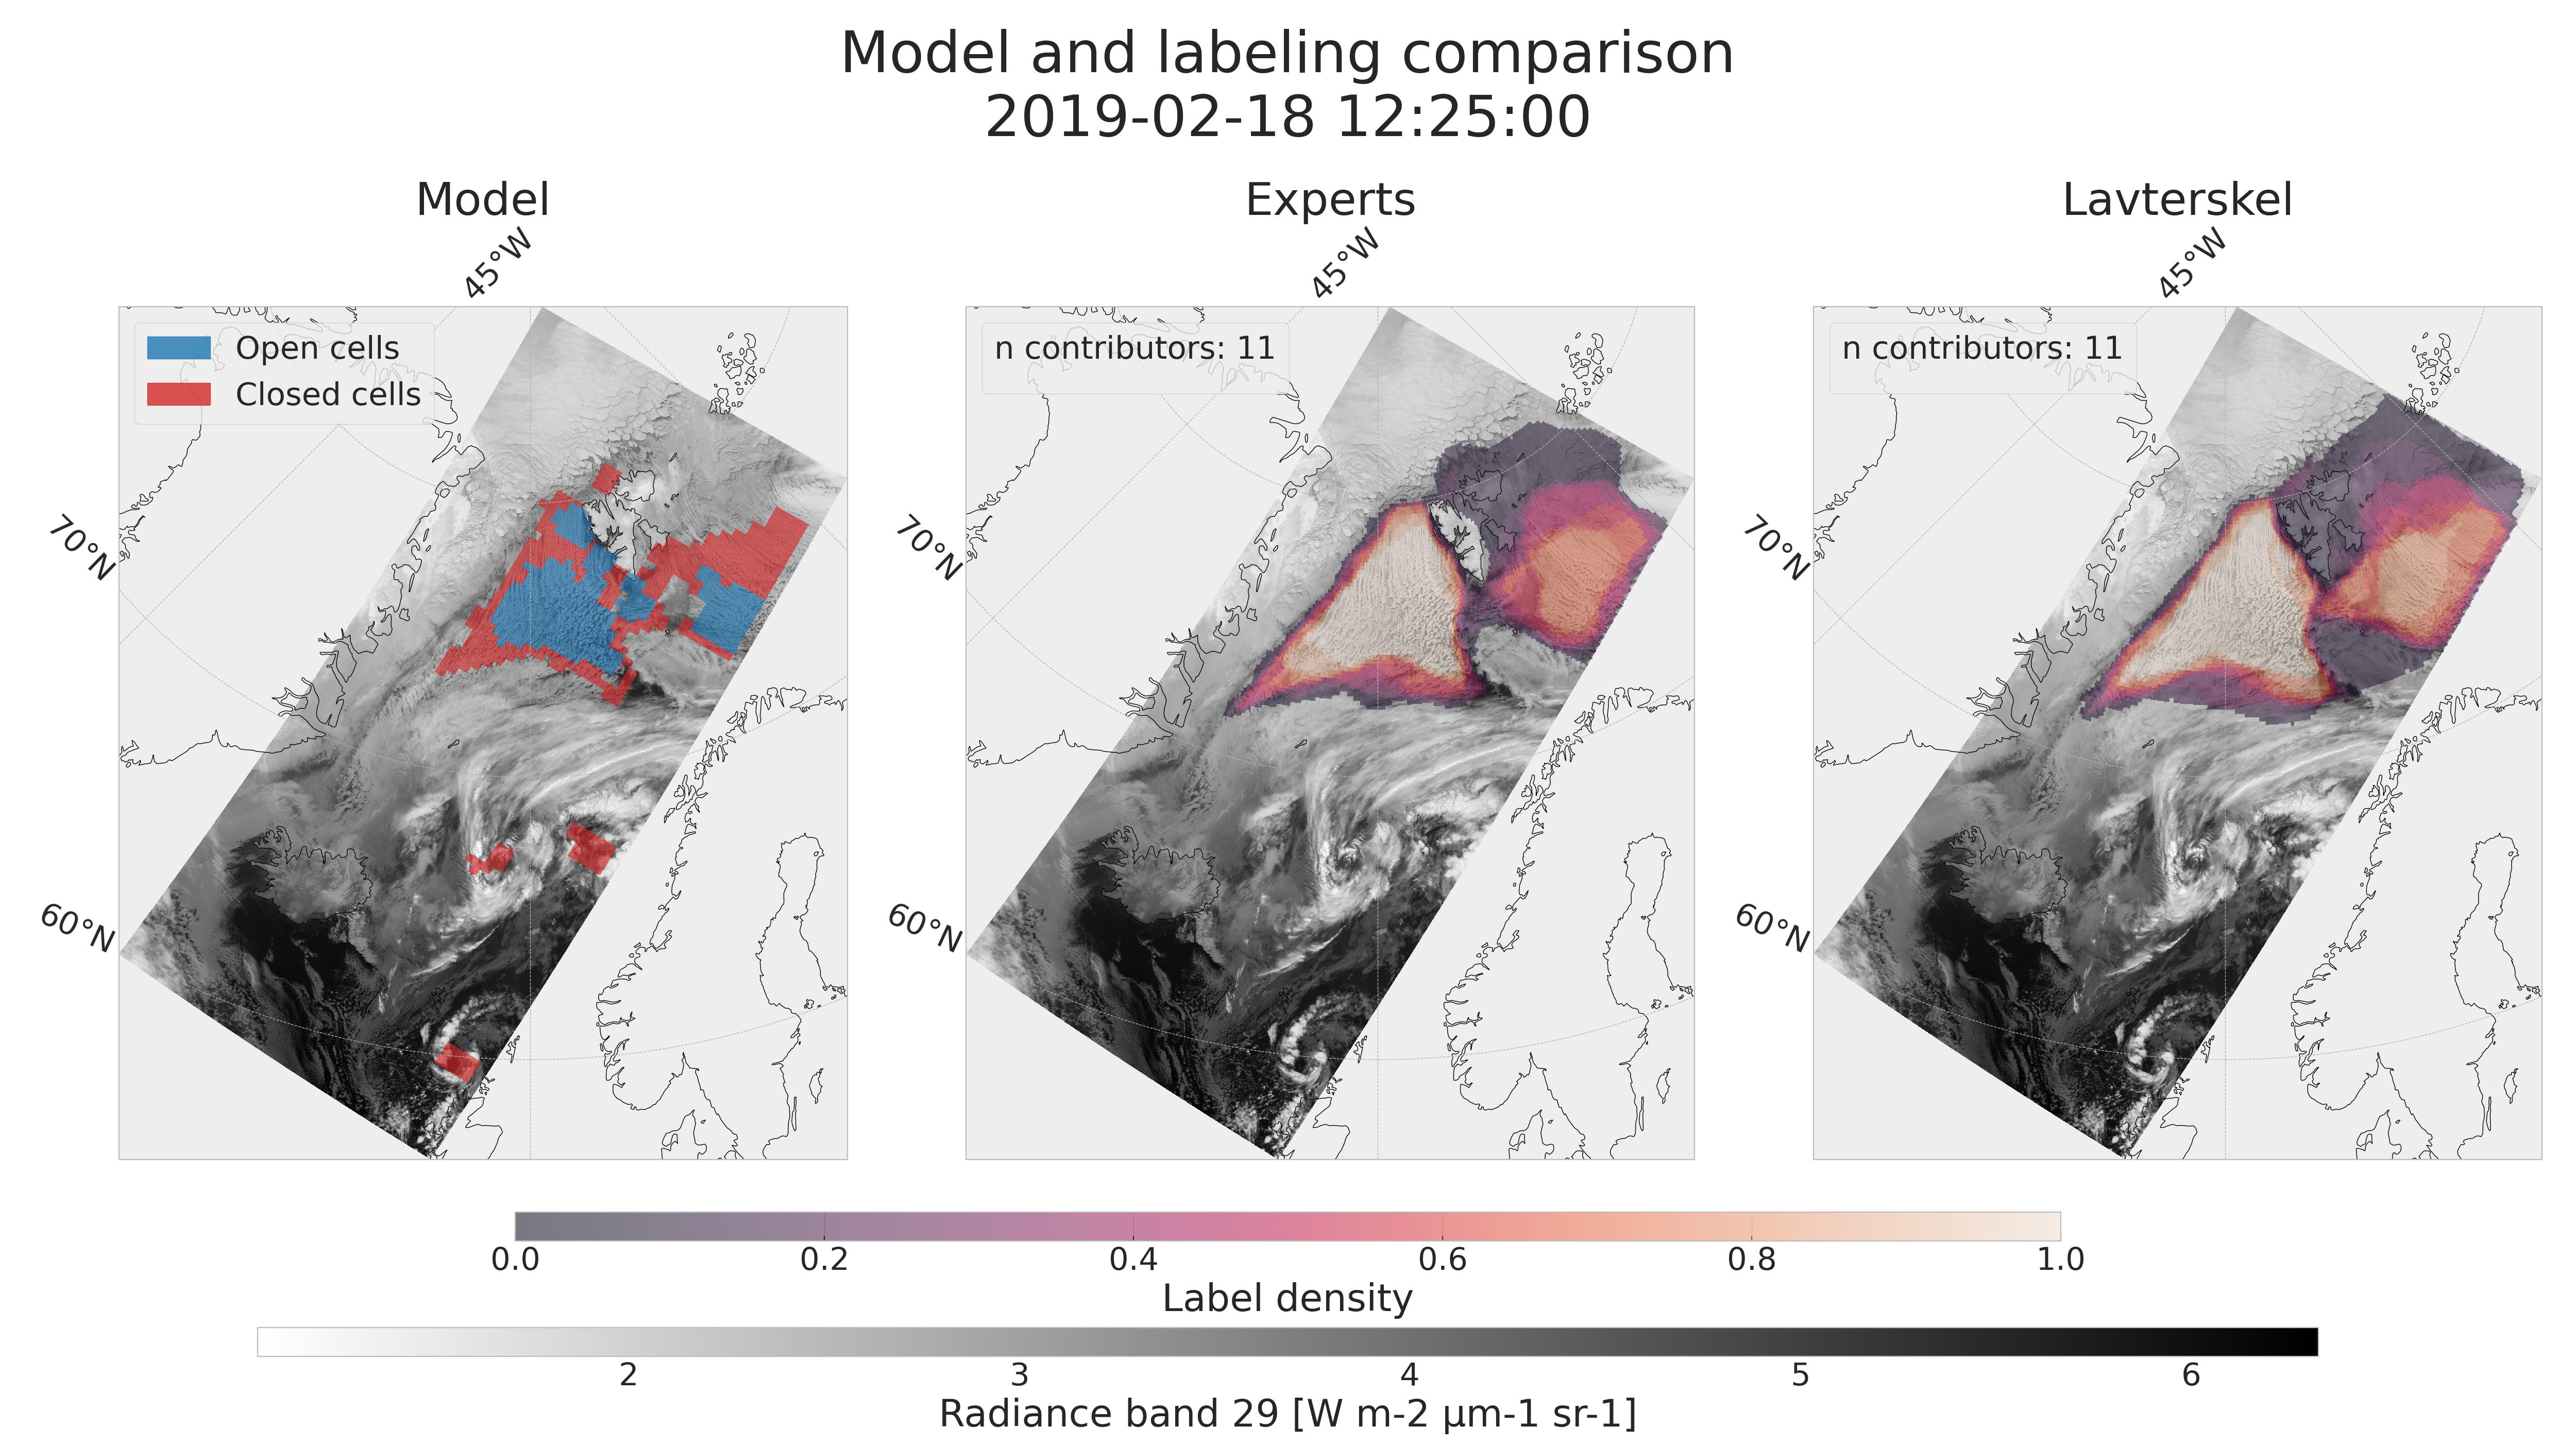 Model and labeling comparison
2019-02-18 12:25:00
Model
Experts
Lavterskel
45°W
45°W
45°W
Open cells
Closed cells
n contributors: 11
n contributors: 11
70°N
70°N
70°N
60°N
60°N
60°N
0.0 0.2 0.4 0.6 0.8 1.0
Label density
2 3 4 5 6
Radiance band 29 [W m-2 µm-1 sr-1]